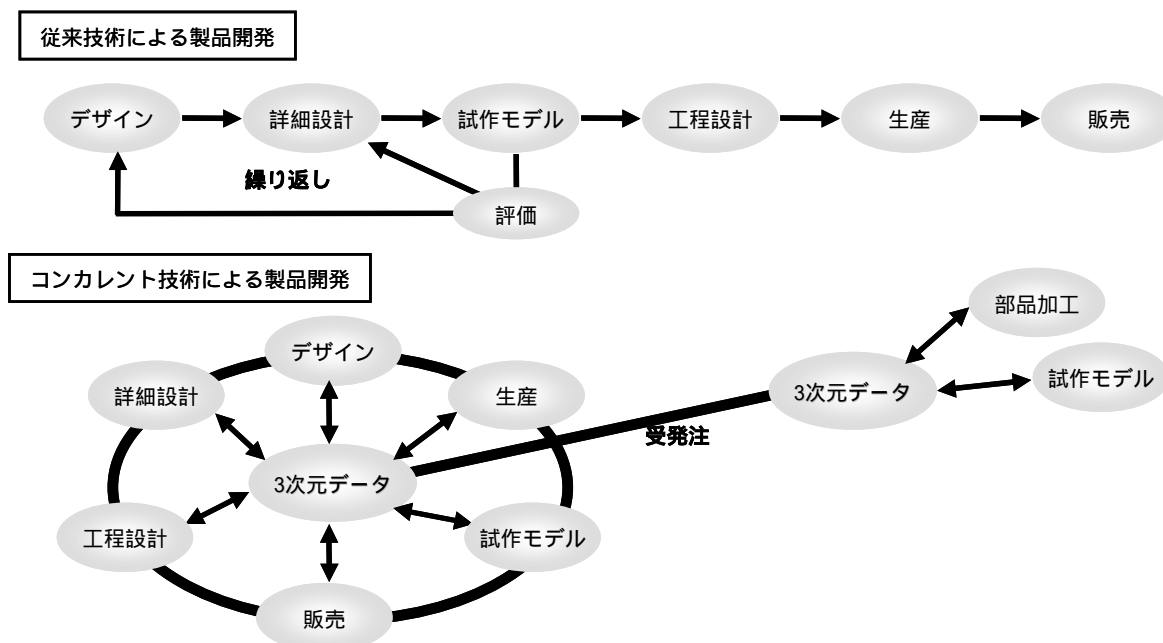 従来技術による製品開発
デザイン
詳細設計
試作モデル
工程設計
生産
販売
繰り返し
評価
コンカレント技術による製品開発
デザイン
詳細設計
生産
3次元データ
工程設計
試作モデル
販売
受発注
3次元データ
部品加工
試作モデル